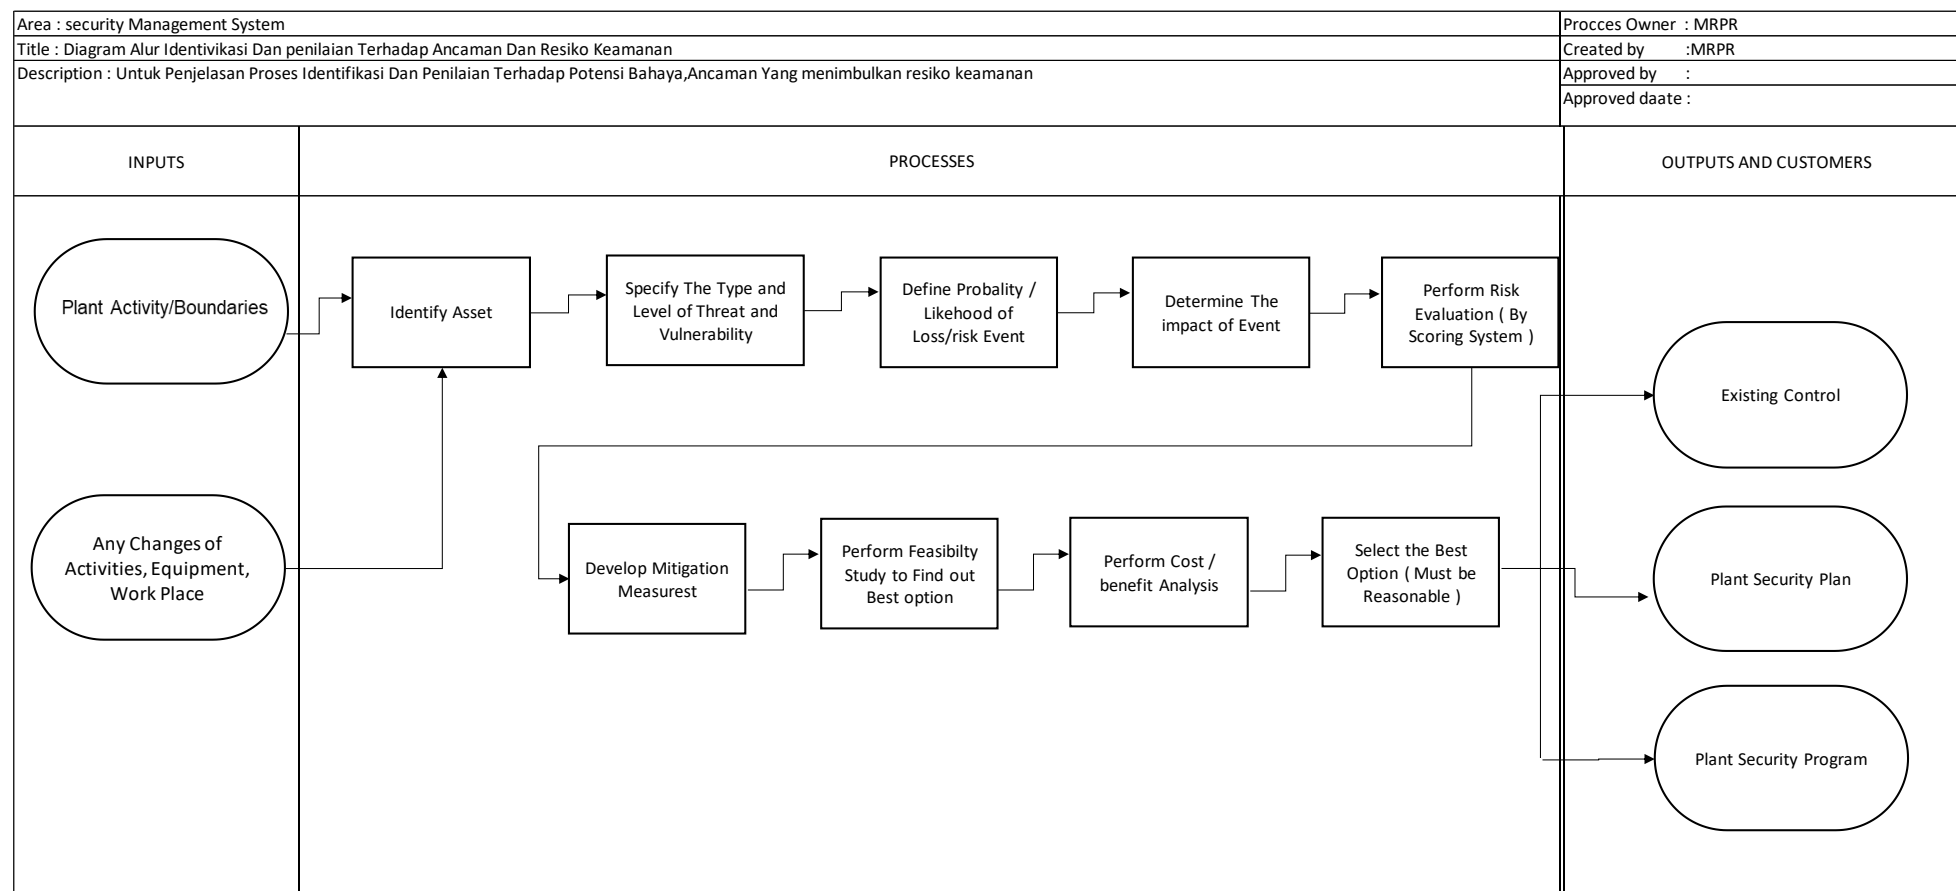 Area : security Management System
Procces Owner : MRPR
Title : Diagram Alur Identivikasi Dan penilaian Terhadap Ancaman Dan Resiko Keamanan
Created by :MRPR
Description : Untuk Penjelasan Proses Identifikasi Dan Penilaian Terhadap Potensi Bahaya,Ancaman Yang menimbulkan resiko keamanan
Approved by :
Approved daate :
INPUTS
PROCESSES
OUTPUTS AND CUSTOMERS
Plant Activity/Boundaries
Identify Asset
Specify The Type and
Level of Threat and
Vulnerability
Define Probality /
Likehood of
Loss/risk Event
Determine The
impact of Event
Perform Risk
Evaluation ( By
Scoring System )
Existing Control
Any Changes of
Activities, Equipment,
Work Place
Develop Mitigation
Measurest
Perform Feasibilty
Study to Find out
Best option
Perform Cost /
benefit Analysis
Select the Best
Option ( Must be
Reasonable )
Plant Security Plan
Plant Security Program